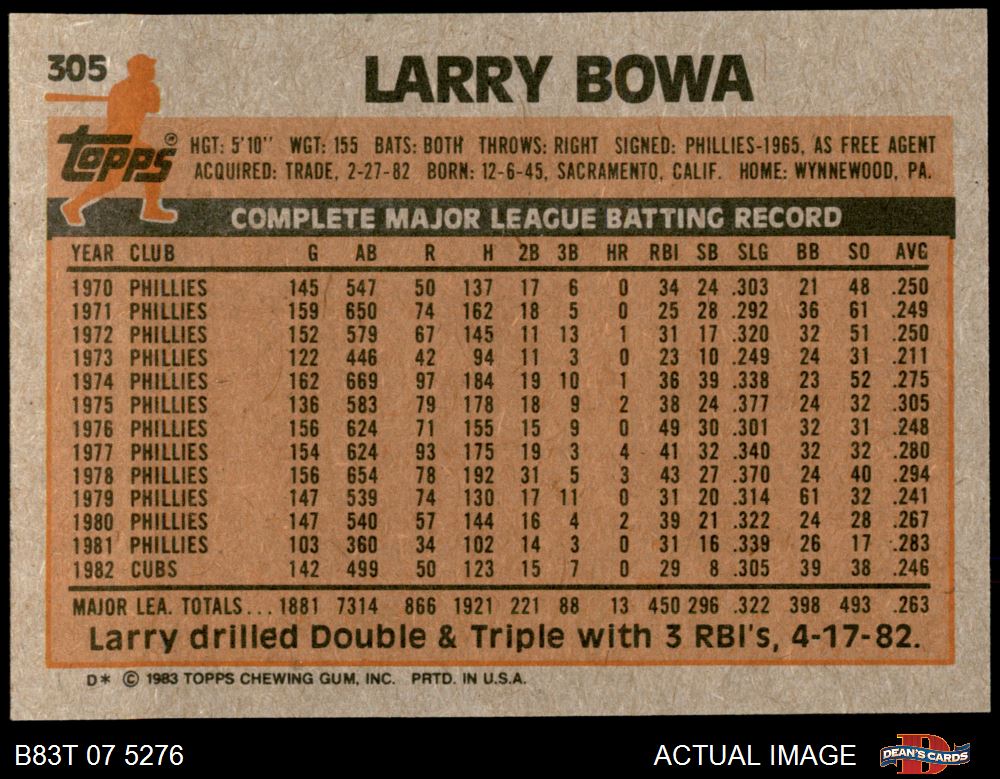 305
LARRY BOWA
topps®
HGT: 5'10" WGT: 155 BATS: BOTH THROWS: RIGHT SIGNED: PHILLIES-1965, AS FREE AGENT
ACQUIRED: TRADE, 2-27-82 BORN: 12-6-45, SACRAMENTO, CALIF. HOME: WYNNEWOOD, PA.
COMPLETE MAJOR LEAGUE BATTING RECORD
YEAR CLUB G AB R H 2B 3B HR RBI SB SLG BB SO AVG
1970 PHILLIES 145 547 50 137 17 6 0 34 24 .303 21 48 .250
1971 PHILLIES 159 650 74 162 18 5 0 25 28 .292 36 61 .249
1972 PHILLIES 152 579 67 145 11 13 1 31 17 .320 32 51 .250
1973 PHILLIES 122 446 42 94 11 3 0 23 10 .249 24 31 .211
1974 PHILLIES 162 669 97 184 19 10 1 36 39 .338 23 52 .275
1975 PHILLIES 136 583 79 178 18 9 2 38 24 .377 24 32 .305
1976 PHILLIES 156 624 71 155 15 9 0 49 30 .301 32 31 .248
1977 PHILLIES 154 624 93 175 19 3 4 41 32 .340 32 32 .280
1978 PHILLIES 156 654 78 192 31 5 3 43 27 .370 24 40 .294
1979 PHILLIES 147 539 74 130 17 11 0 31 20 .314 61 32 .241
1980 PHILLIES 147 540 57 144 16 4 2 39 21 .322 24 28 .267
1981 PHILLIES 103 360 34 102 14 3 0 31 16 .339 26 17 .283
1982 CUBS 142 499 50 123 15 7 0 29 8 .305 39 38 .246
MAJOR LEA. TOTALS... 1881 7314 866 1921 221 88 13 450 296 .322 398 493 .263
Larry drilled Double & Triple with 3 RBI's, 4-17-82.
D* © 1983 TOPPS CHEWING GUM, INC. PRTD. IN U.S.A.
B83T 07 5276 ACTUAL IMAGE DEAN'S CARDS